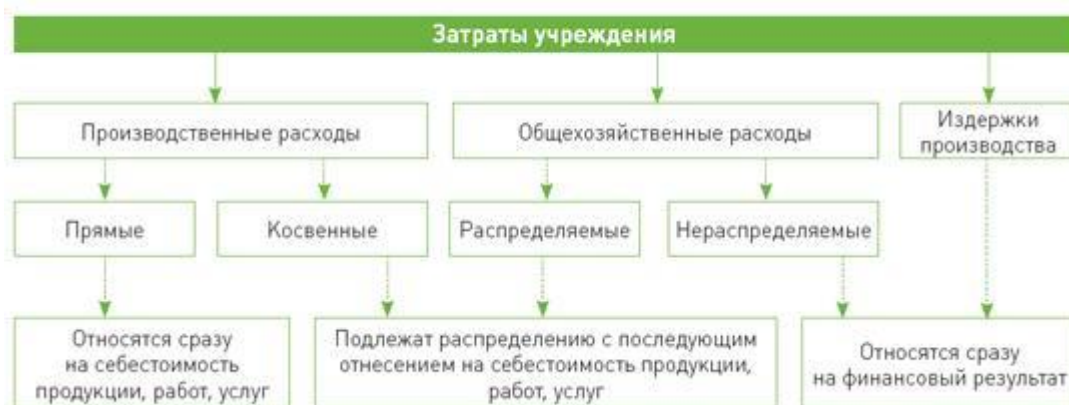 Затраты учреждения
Производственные расходы
Общехозяйственные расходы
Издержки
производства
Прямые
Косвенные
Распределяемые
Нераспределяемые
Относятся сразу
на себестоимость
продукции, работ, услуг
Подлежат распределению с последующим
отнесением на себестоимость продукции,
работ, услуг
Относятся сразу
на финансовый результат